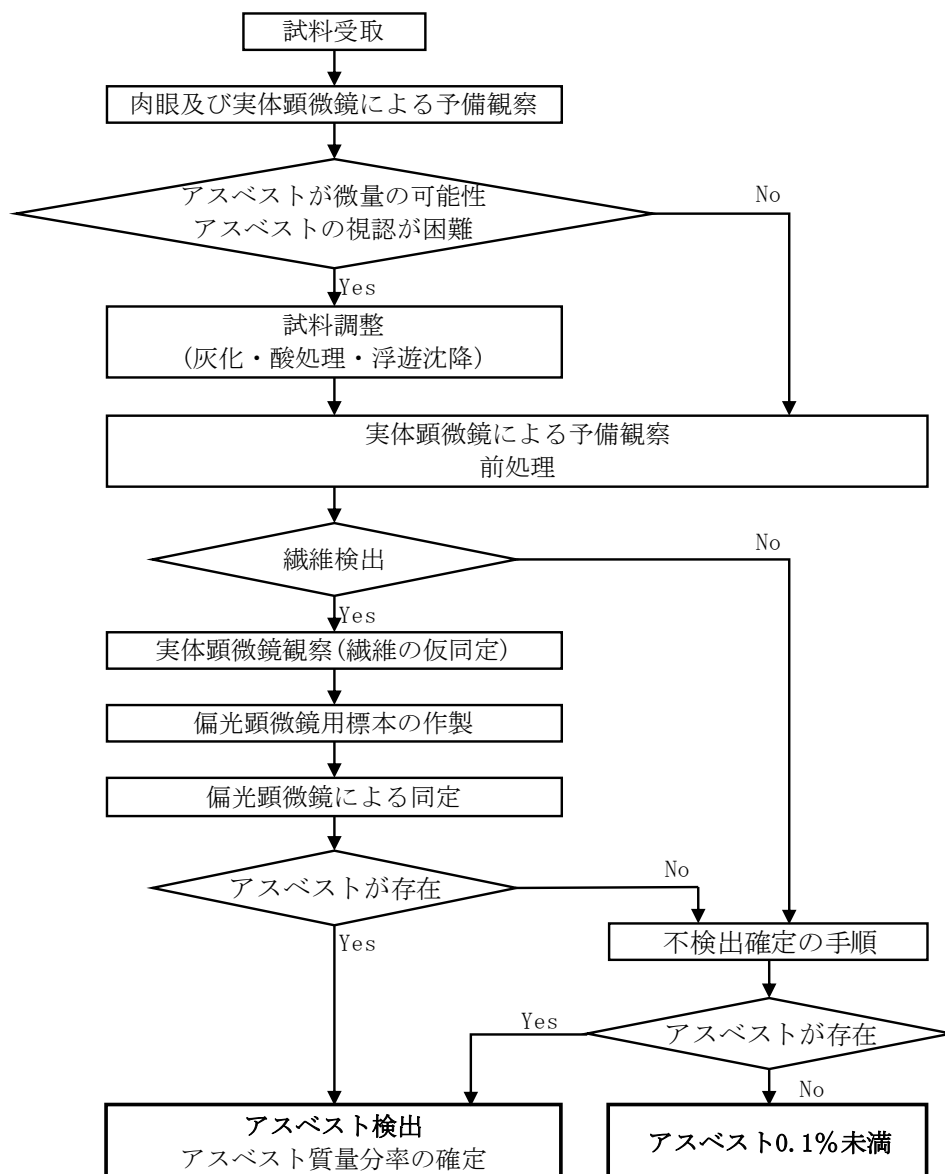 試料受取
肉眼及び実体顕微鏡による予備観察
アスベストが微量の可能性
アスベストの視認が困難
No
Yes
試料調整
(灰化・酸処理・浮遊沈降)
実体顕微鏡による予備観察
前処理
繊維検出
No
Yes
実体顕微鏡観察(繊維の仮同定)
偏光顕微鏡用標本の作製
偏光顕微鏡による同定
アスベストが存在
No
Yes
不検出確定の手順
アスベストが存在
Yes
No
アスベスト検出
アスベスト質量分率の確定
アスベスト0.1%未満